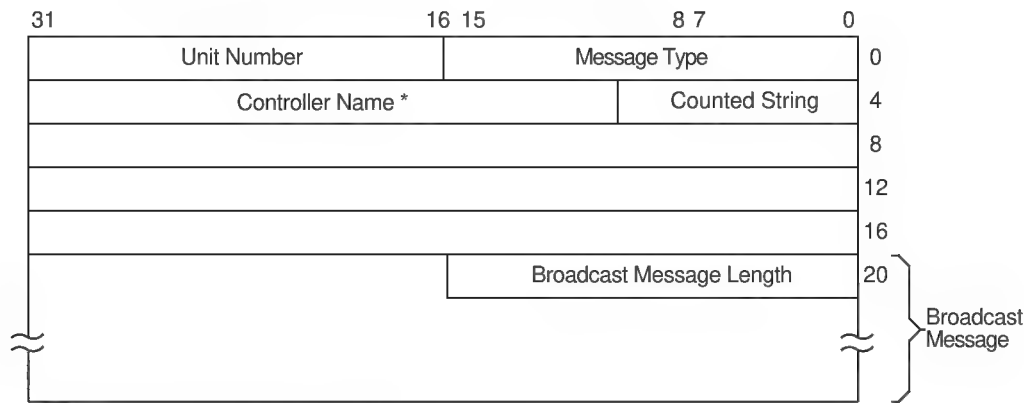 31 16 15 8 7 0
Unit Number Message Type 0
Controller Name * Counted String 4
8
12
16
Broadcast Message Length 20
Broadcast
Message